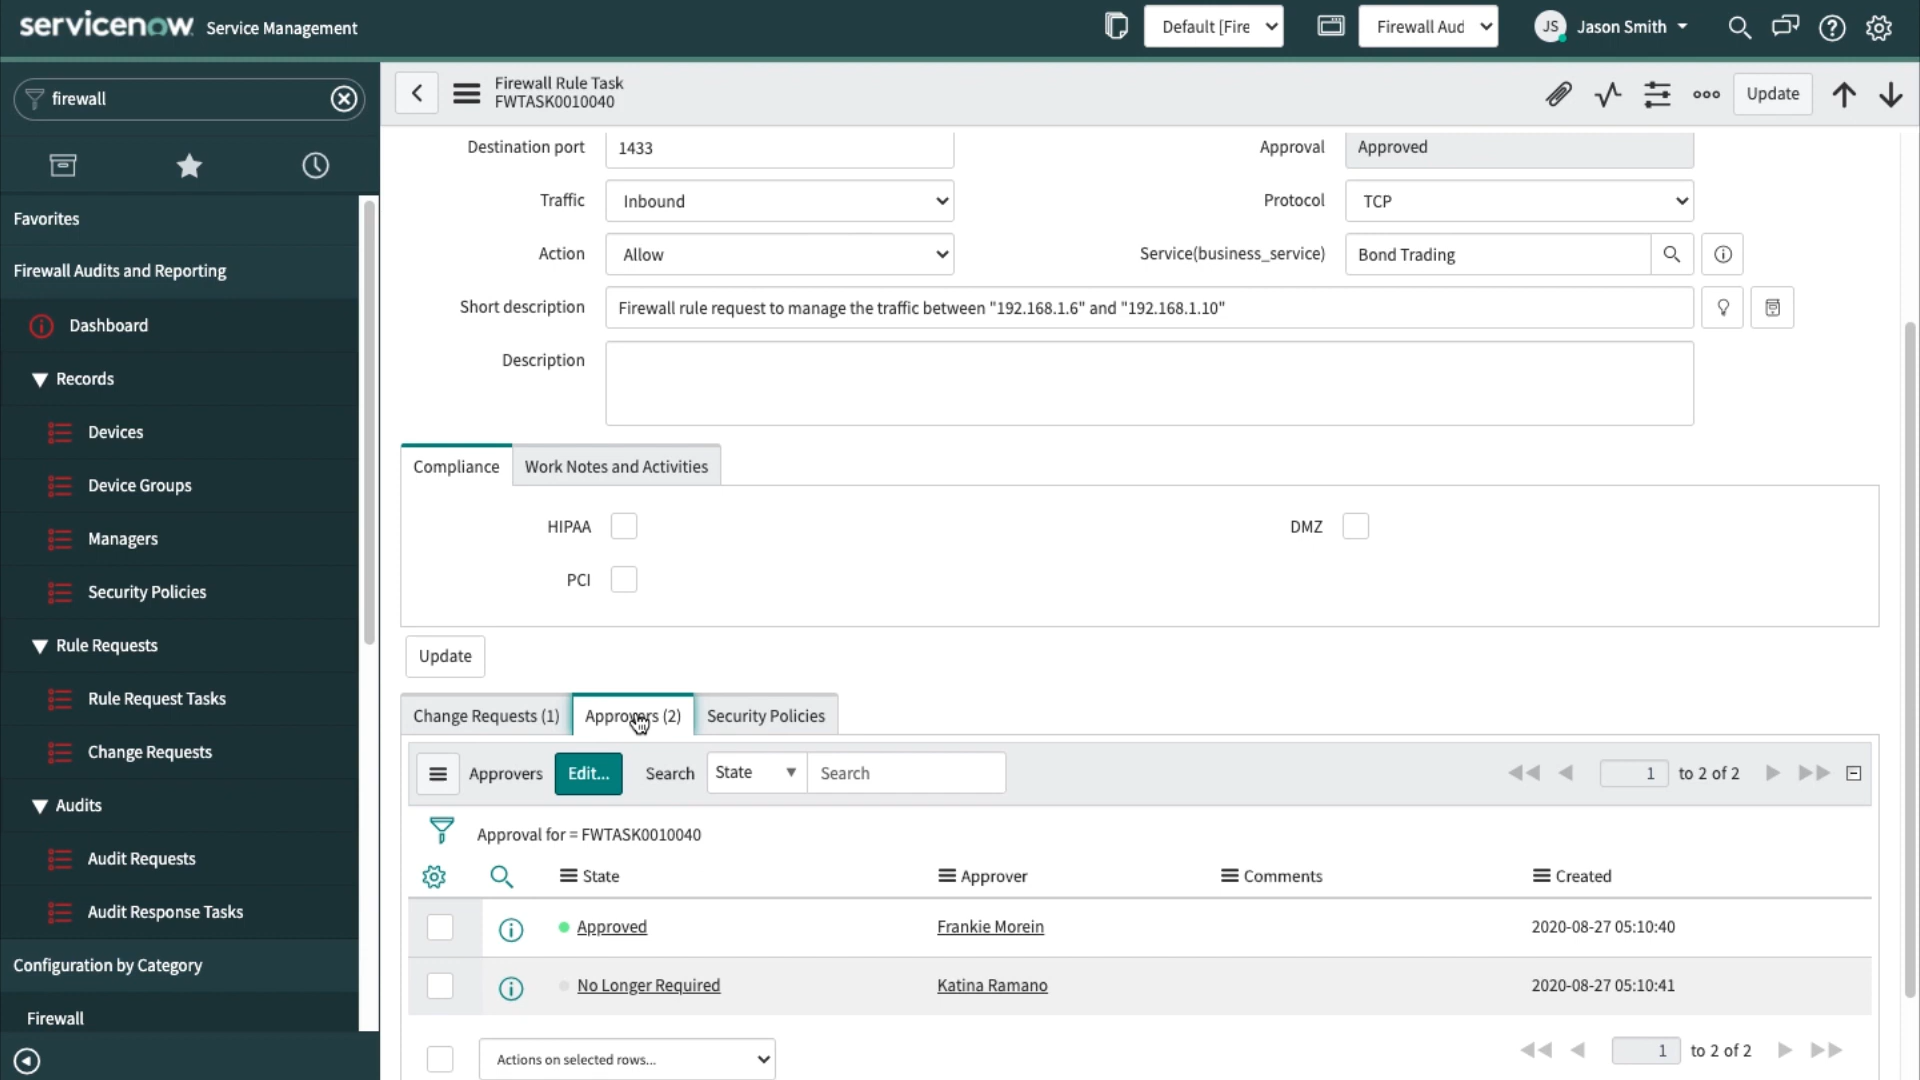 servicenow Service Management
Default [Fire
Firewall Aud
JS Jason Smith
firewall
Firewall Rule Task
FWTASK0010040
Update
Favorites
Firewall Audits and Reporting
Dashboard
Records
Devices
Device Groups
Managers
Security Policies
Rule Requests
Rule Request Tasks
Change Requests
Audits
Audit Requests
Audit Response Tasks
Configuration by Category
Firewall
Destination port 1433 Approval Approved
Traffic Inbound Protocol TCP
Action Allow Service(business_service) Bond Trading
Short description Firewall rule request to manage the traffic between "192.168.1.6" and "192.168.1.10"
Description
Compliance Work Notes and Activities
HIPAA DMZ
PCI
Update
Change Requests (1) Approvers (2) Security Policies
Approvers Edit... Search State Search 1 to 2 of 2
Approval for = FWTASK0010040
State Approver Comments Created
Approved Frankie Morein 2020-08-27 05:10:40
No Longer Required Katina Ramano 2020-08-27 05:10:41
Actions on selected rows... 1 to 2 of 2